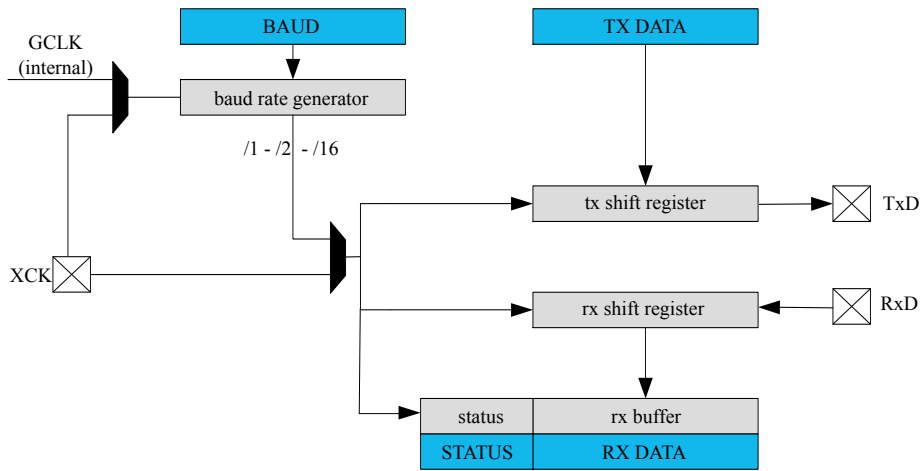 BAUD
TX DATA
GCLK
(internal)
baud rate generator
/1 - /2 - /16
tx shift register
TxD
XCK
rx shift register
RxD
status
rx buffer
STATUS
RX DATA